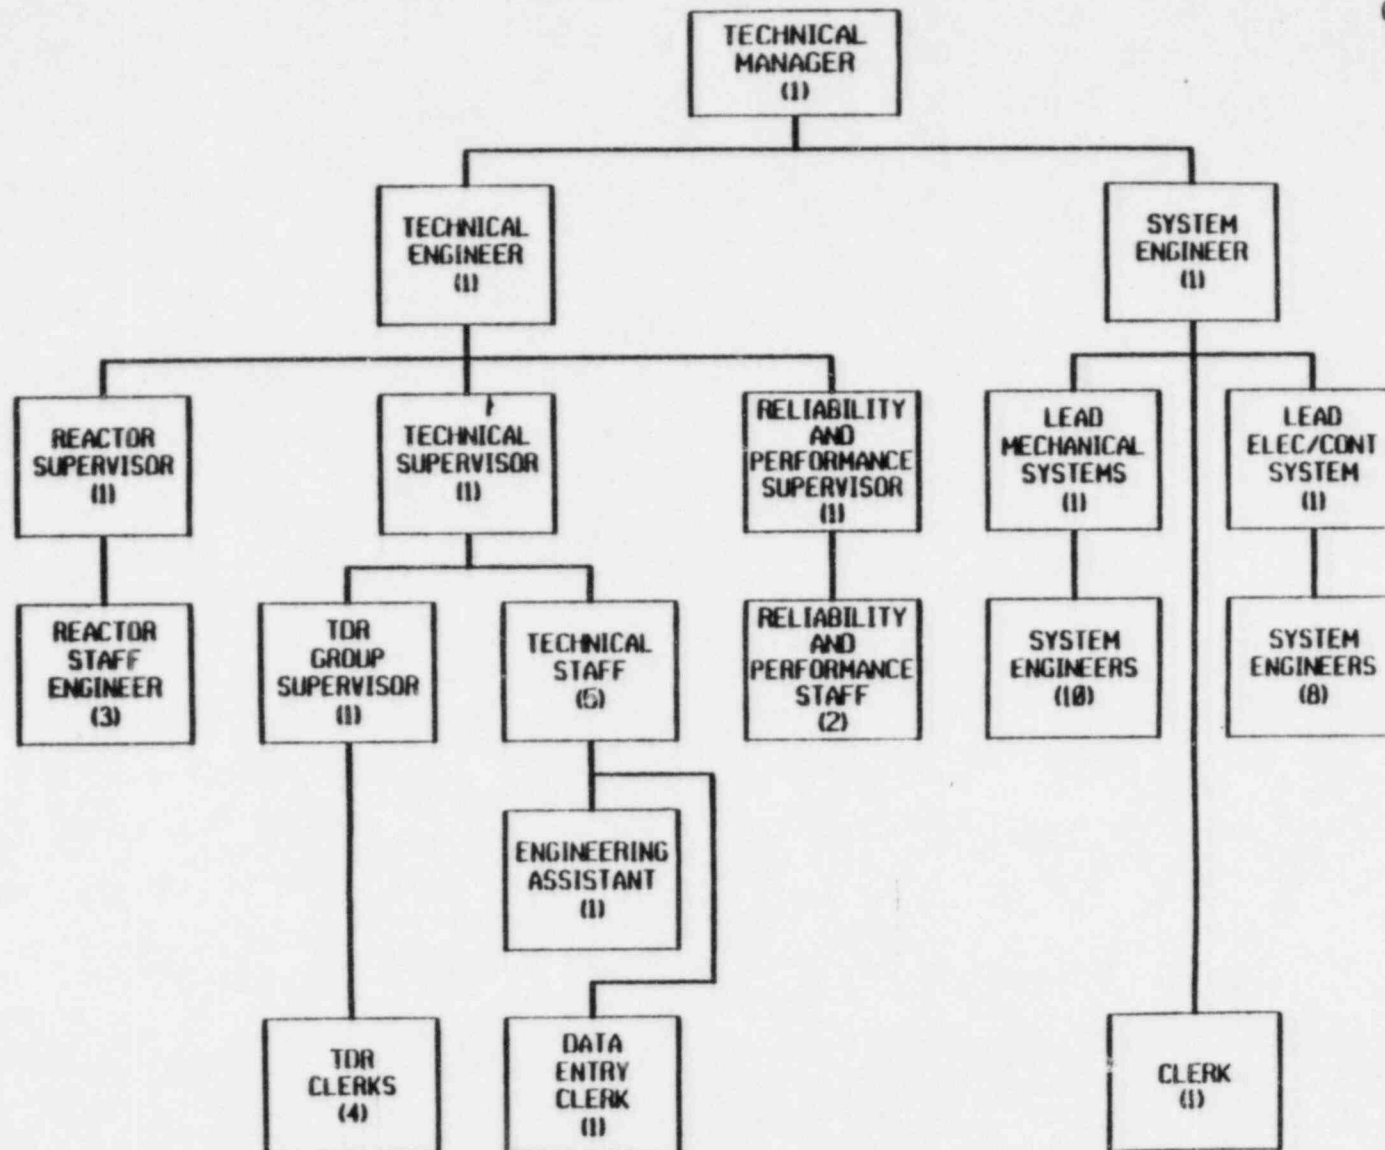 TECHNICAL
MANAGER
(1)
TECHNICAL
ENGINEER
(1)
SYSTEM
ENGINEER
(1)
REACTOR
SUPERVISOR
(1)
TECHNICAL
SUPERVISOR
(1)
RELIABILITY
AND
PERFORMANCE
SUPERVISOR
(1)
LEAD
MECHANICAL
SYSTEMS
(1)
LEAD
ELEC/CONT
SYSTEM
(1)
REACTOR
STAFF
ENGINEER
(3)
TDR
GROUP
SUPERVISOR
(1)
TECHNICAL
STAFF
(5)
RELIABILITY
AND
PERFORMANCE
STAFF
(2)
SYSTEM
ENGINEERS
(10)
SYSTEM
ENGINEERS
(8)
ENGINEERING
ASSISTANT
(1)
TDR
CLERKS
(4)
DATA
ENTRY
CLERK
(1)
CLERK
(1)